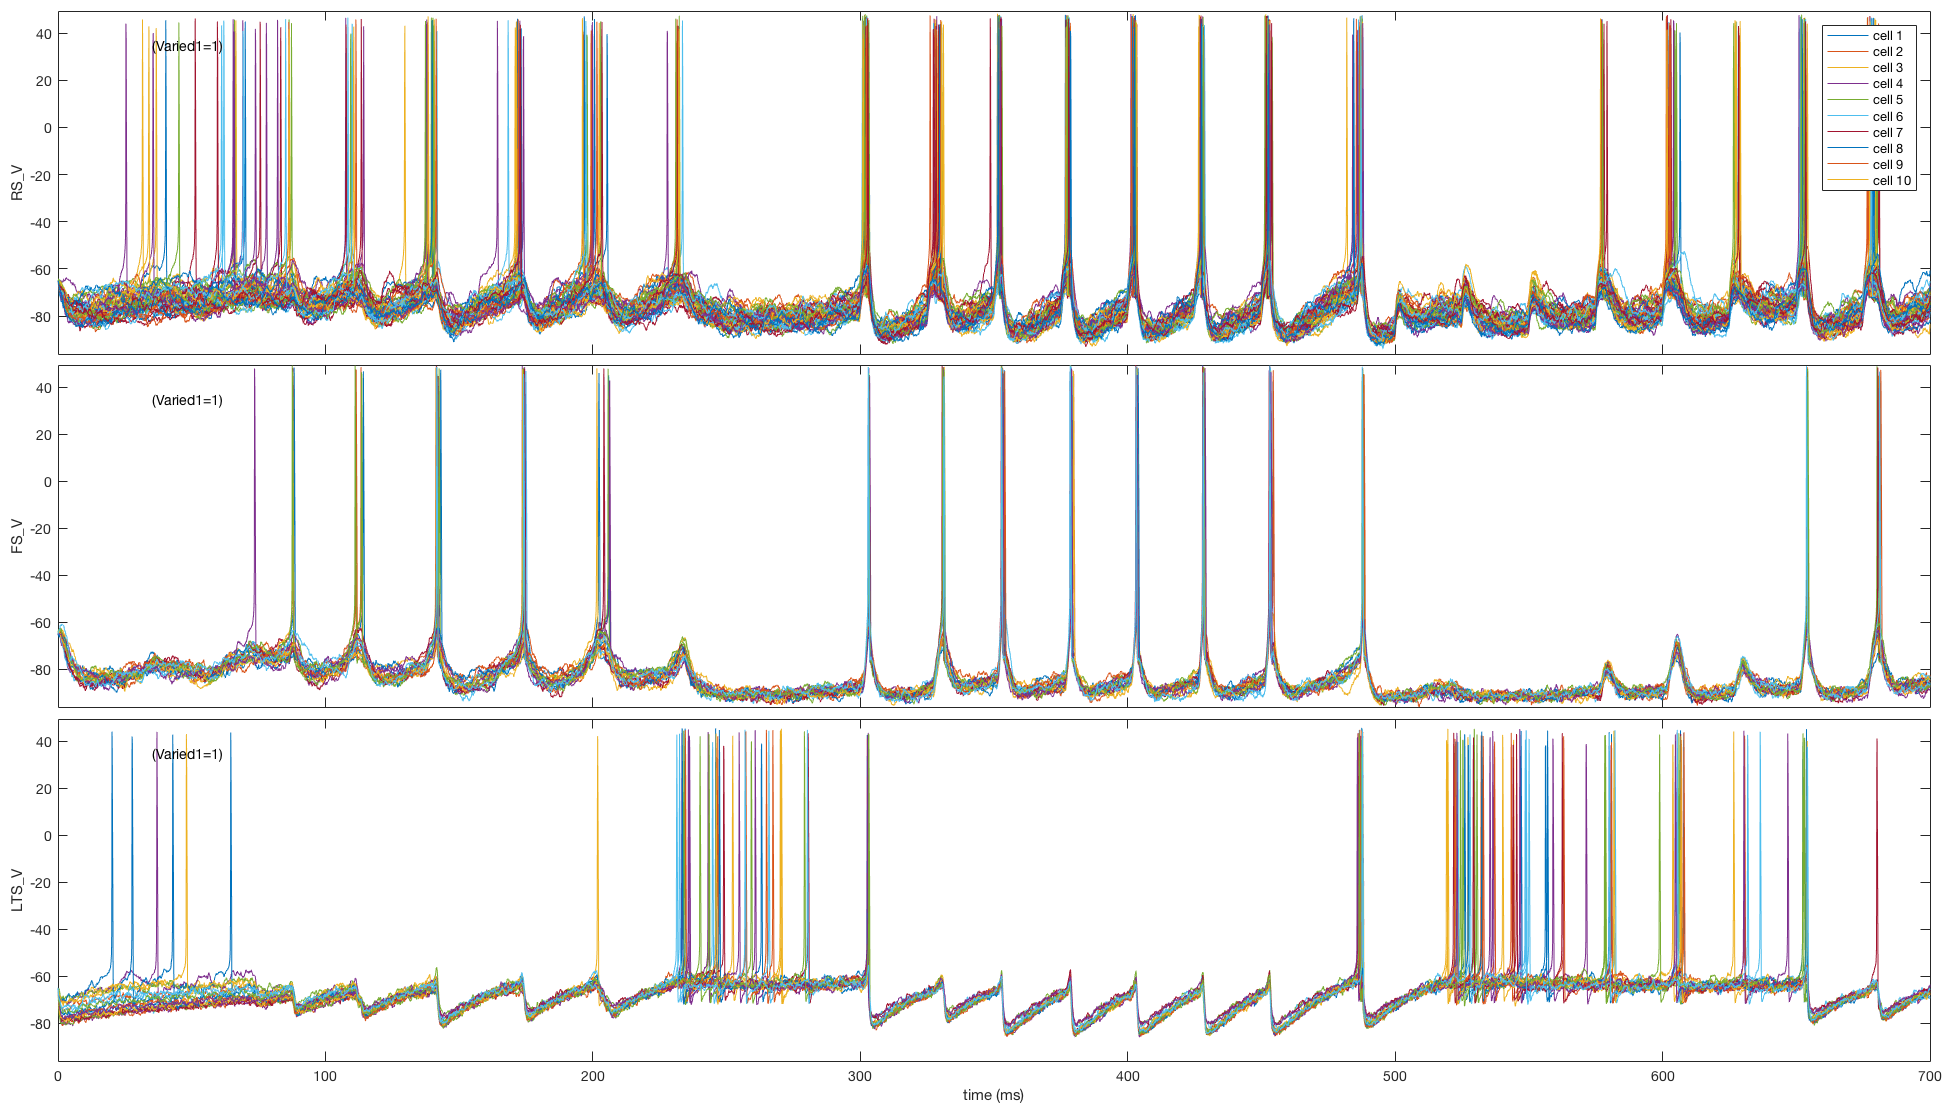 40
20
0
-20
-40
-60
-80
RS_V
(Varied1=1)
cell 1
cell 2
cell 3
cell 4
cell 5
cell 6
cell 7
cell 8
cell 9
cell 10
40
20
0
-20
-40
-60
-80
FS_V
(Varied1=1)
40
20
0
-20
-40
-60
-80
LTS_V
(Varied1=1)
0 100 200 300 400 500 600 700
time (ms)